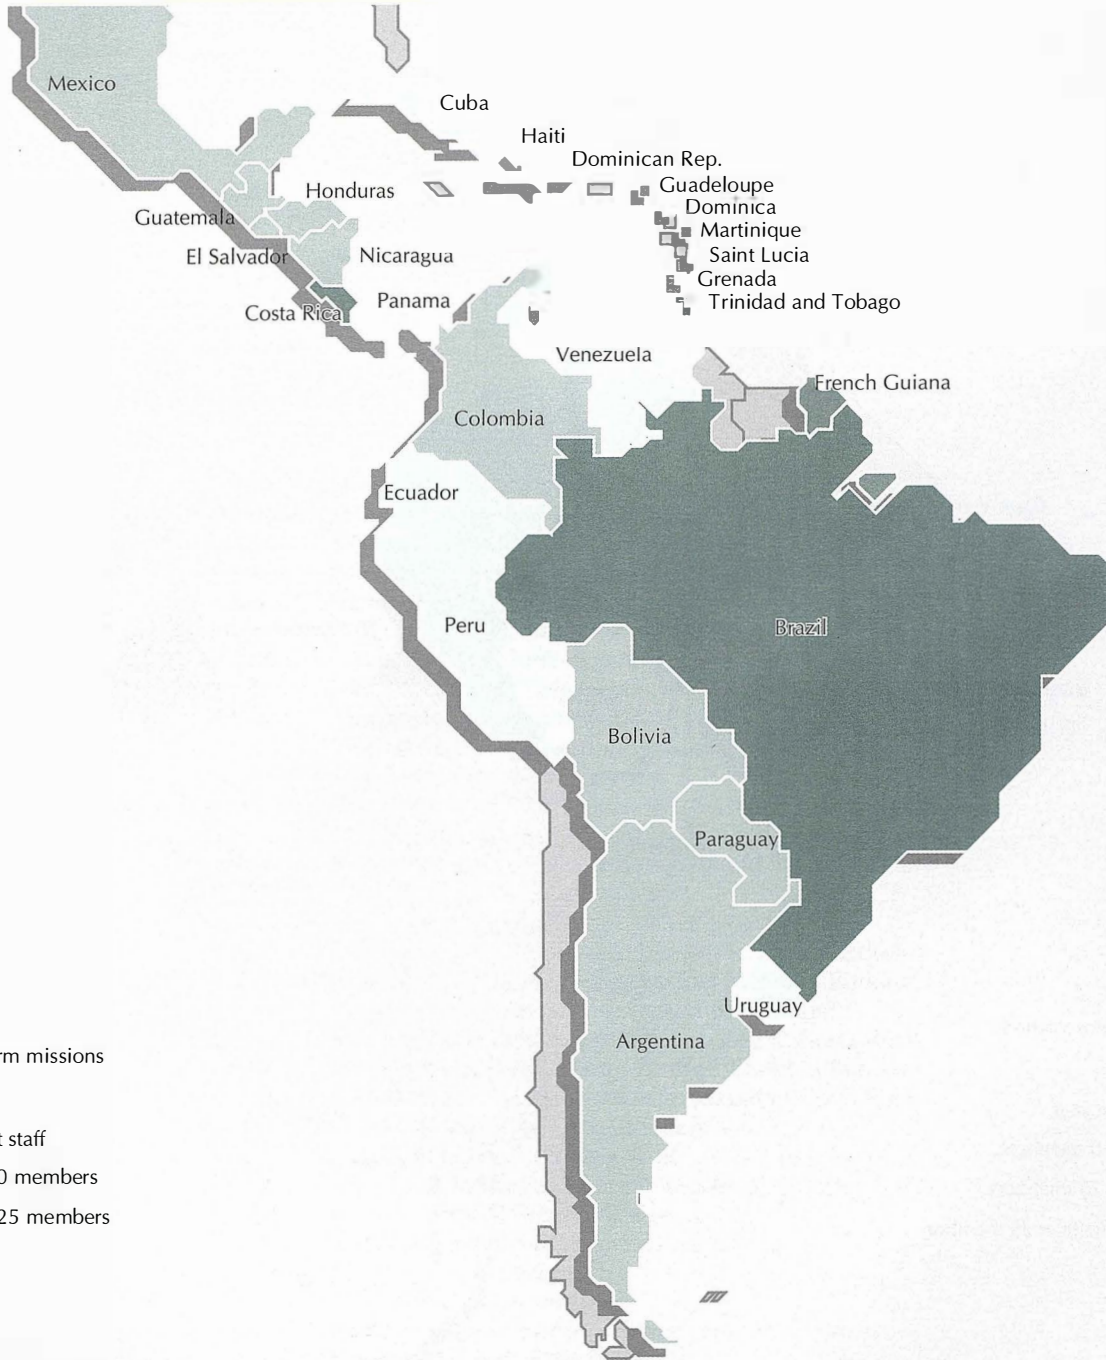 Mexico
Cuba
Haiti
Dominican Rep.
Guadeloupe
Honduras
Dominica
Guatemala
Martinique
El Salvador
Nicaragua
Saint Lucia
Grenada
Panama
Trinidad and Tobago
Costa Rica
Venezuela
French Guiana
Colombia
Ecuador
Peru
Brazil
Bolivia
Paraguay
Uruguay
Argentina
missions
staff
members
25 members